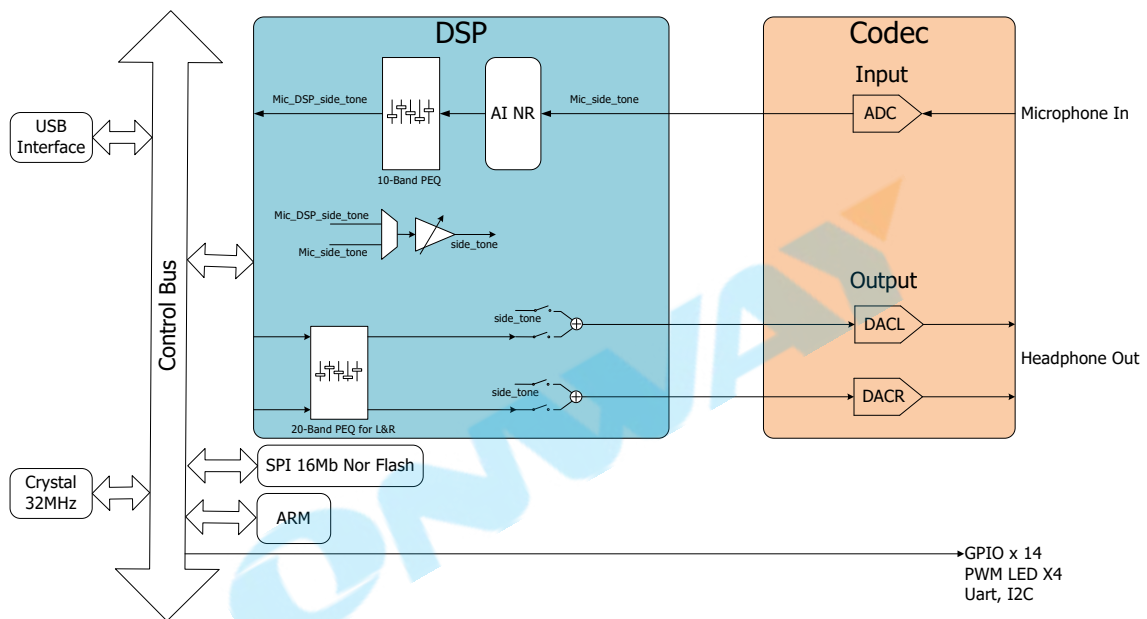 DSP
Codec
Input
Mic_DSP_side_tone
AI NR
Mic_side_tone
ADC
Microphone In
USB
Interface
10-Band PEQ
Mic_DSP_side_tone
Mic_side_tone
side_tone
Control Bus
Output
side_tone
DACL
Headphone Out
side_tone
DACR
20-Band PEQ for L&R
SPI 16Mb Nor Flash
Crystal
32MHz
ARM
GPIO x 14
PWM LED X4
Uart, I2C
ONWAY